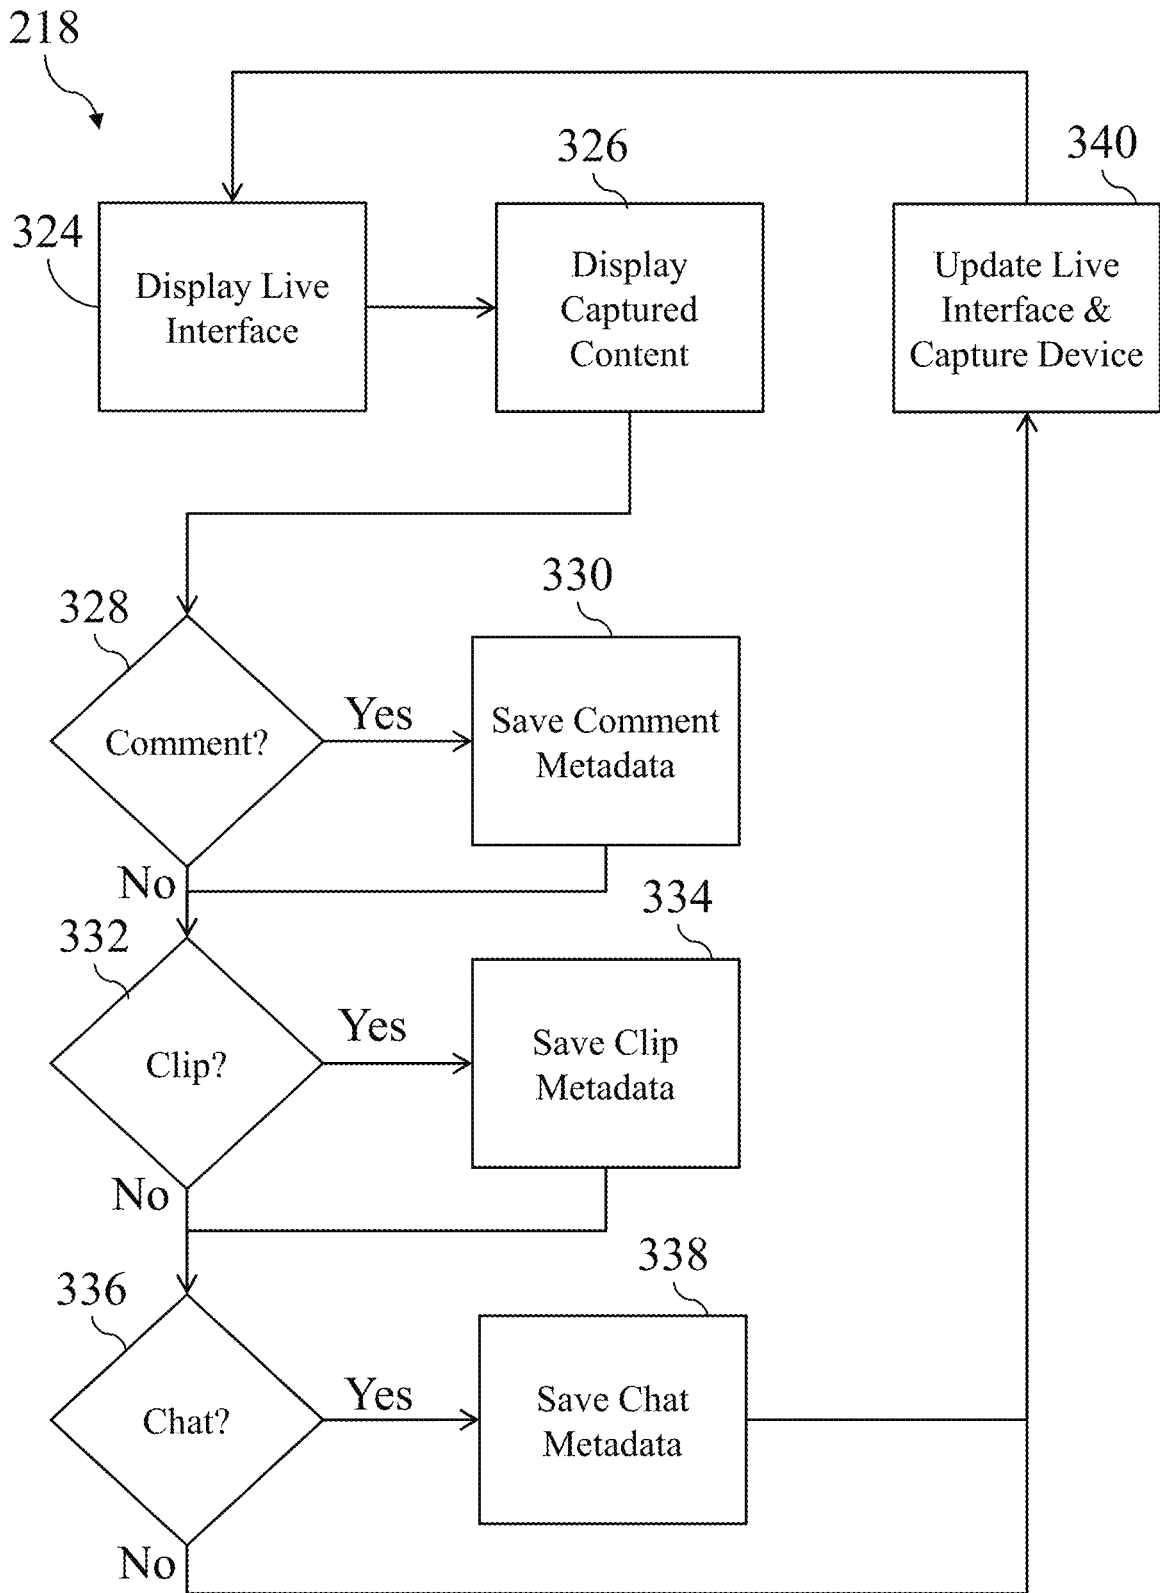 218
324
Display Live
Interface
326
Display
Captured
Content
340
Update Live
Interface &
Capture Device
328
Comment?
Yes
330
Save Comment
Metadata
No
332
Clip?
Yes
334
Save Clip
Metadata
No
336
Chat?
Yes
338
Save Chat
Metadata
No